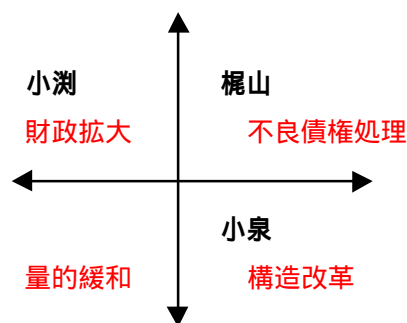 小渕
財政拡大
梶山
不良債権処理
量的緩和
小泉
構造改革